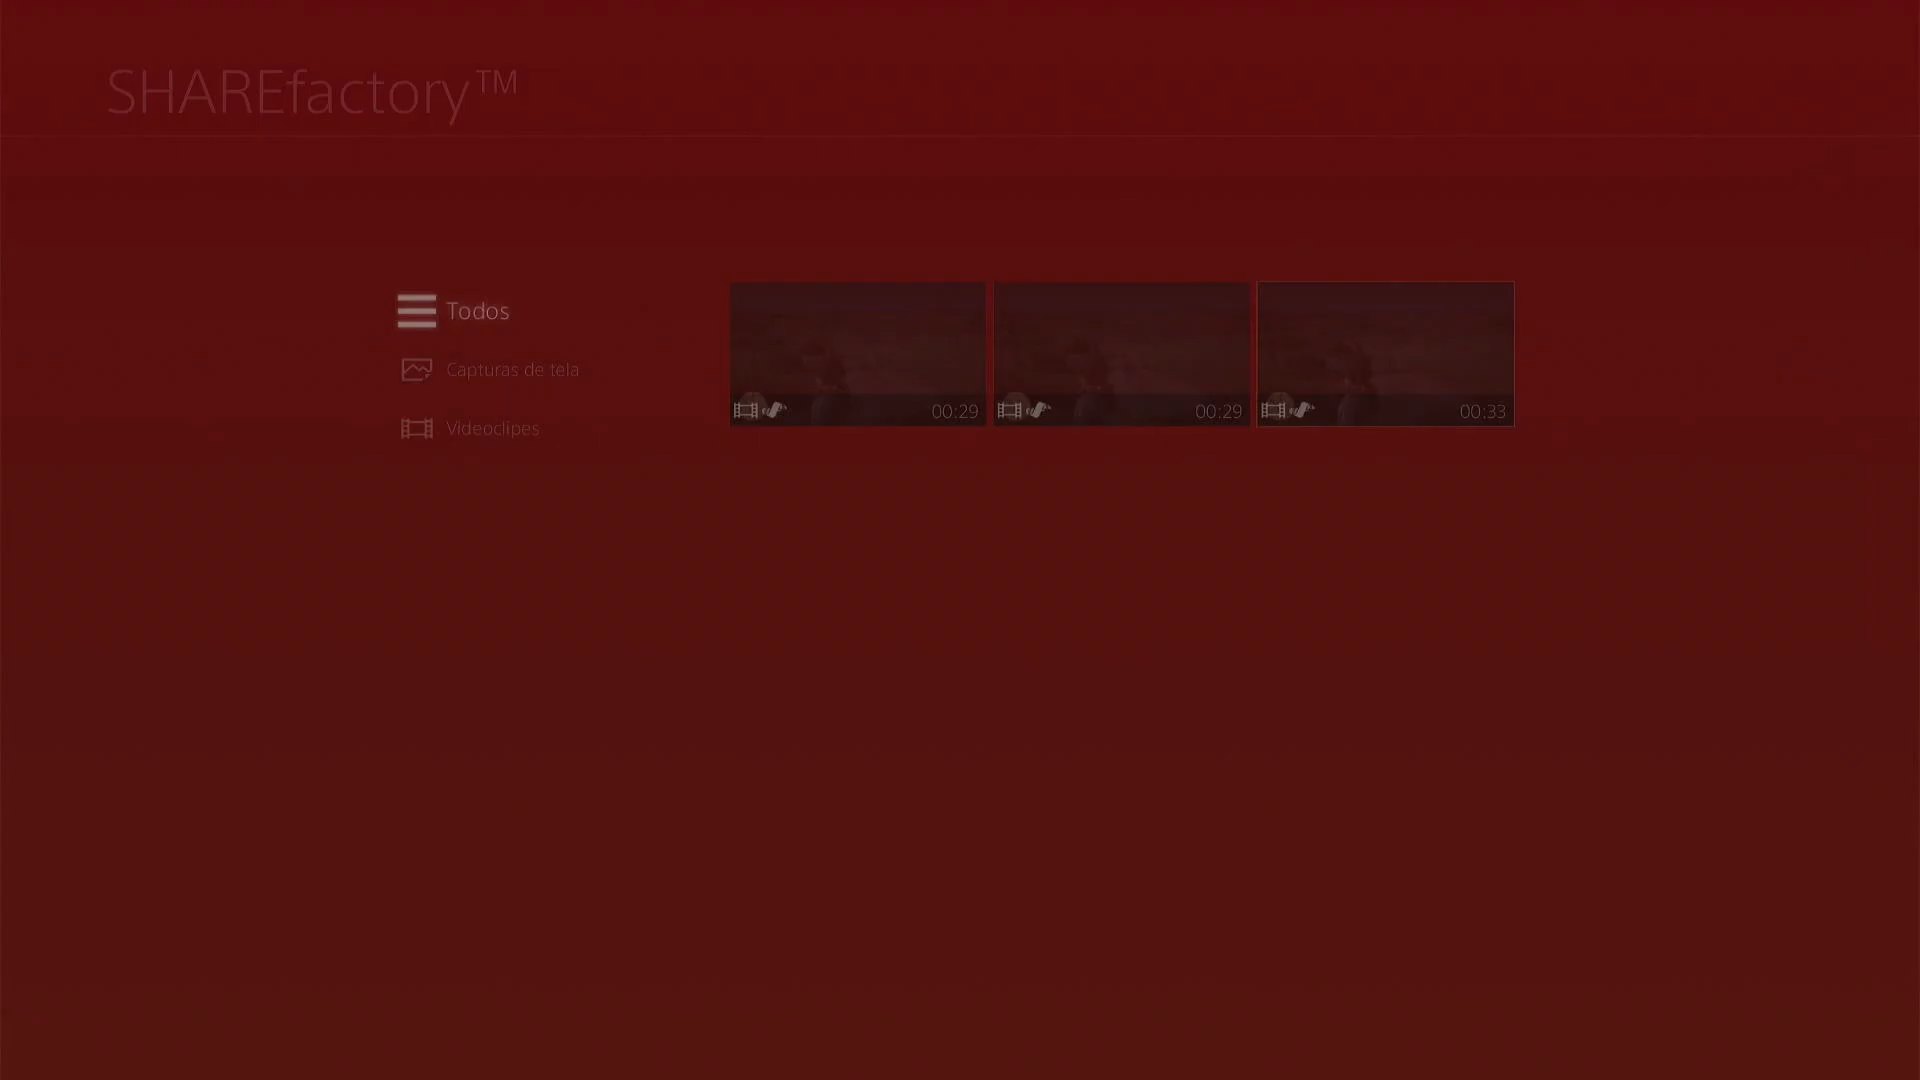 SHAREfactory™
Todos
Capturas de tela
Videoclipes
00:29
00:29
00:33